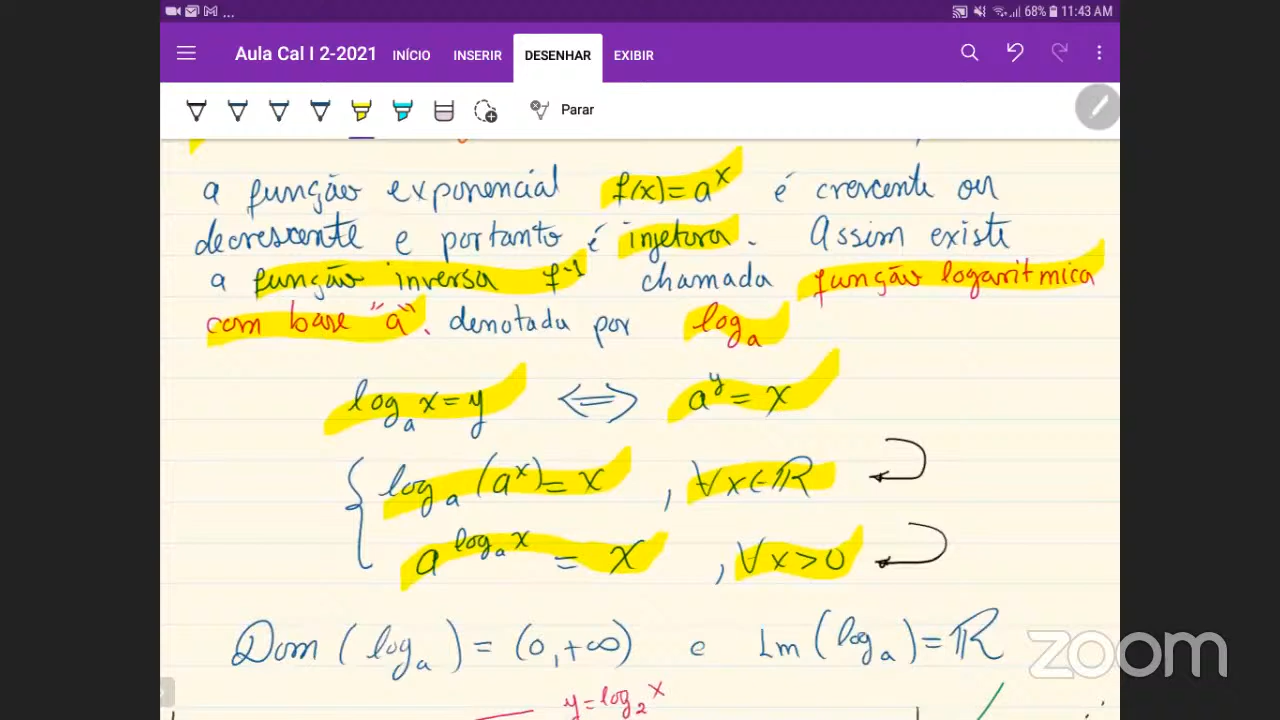 ... 68% 11:43 AM
Aula Cal I 2-2021 INÍCIO INSERIR DESENHAR EXIBIR
Parar
a função exponencial f(x)=a^x é crescente ou
decrescente e portanto é injetora. Assim existe
a função inversa f^-1 chamada função logarítmica
com base "a", denotada por log_a
log_a x = y ⟺ a^y = x
{ log_a (a^x) = x , ∀x∈ℝ
a^(log_a x) = x , ∀x>0
Dom (log_a) = (0,+∞) e Im (log_a) = ℝ
zoom
y = log_2 x